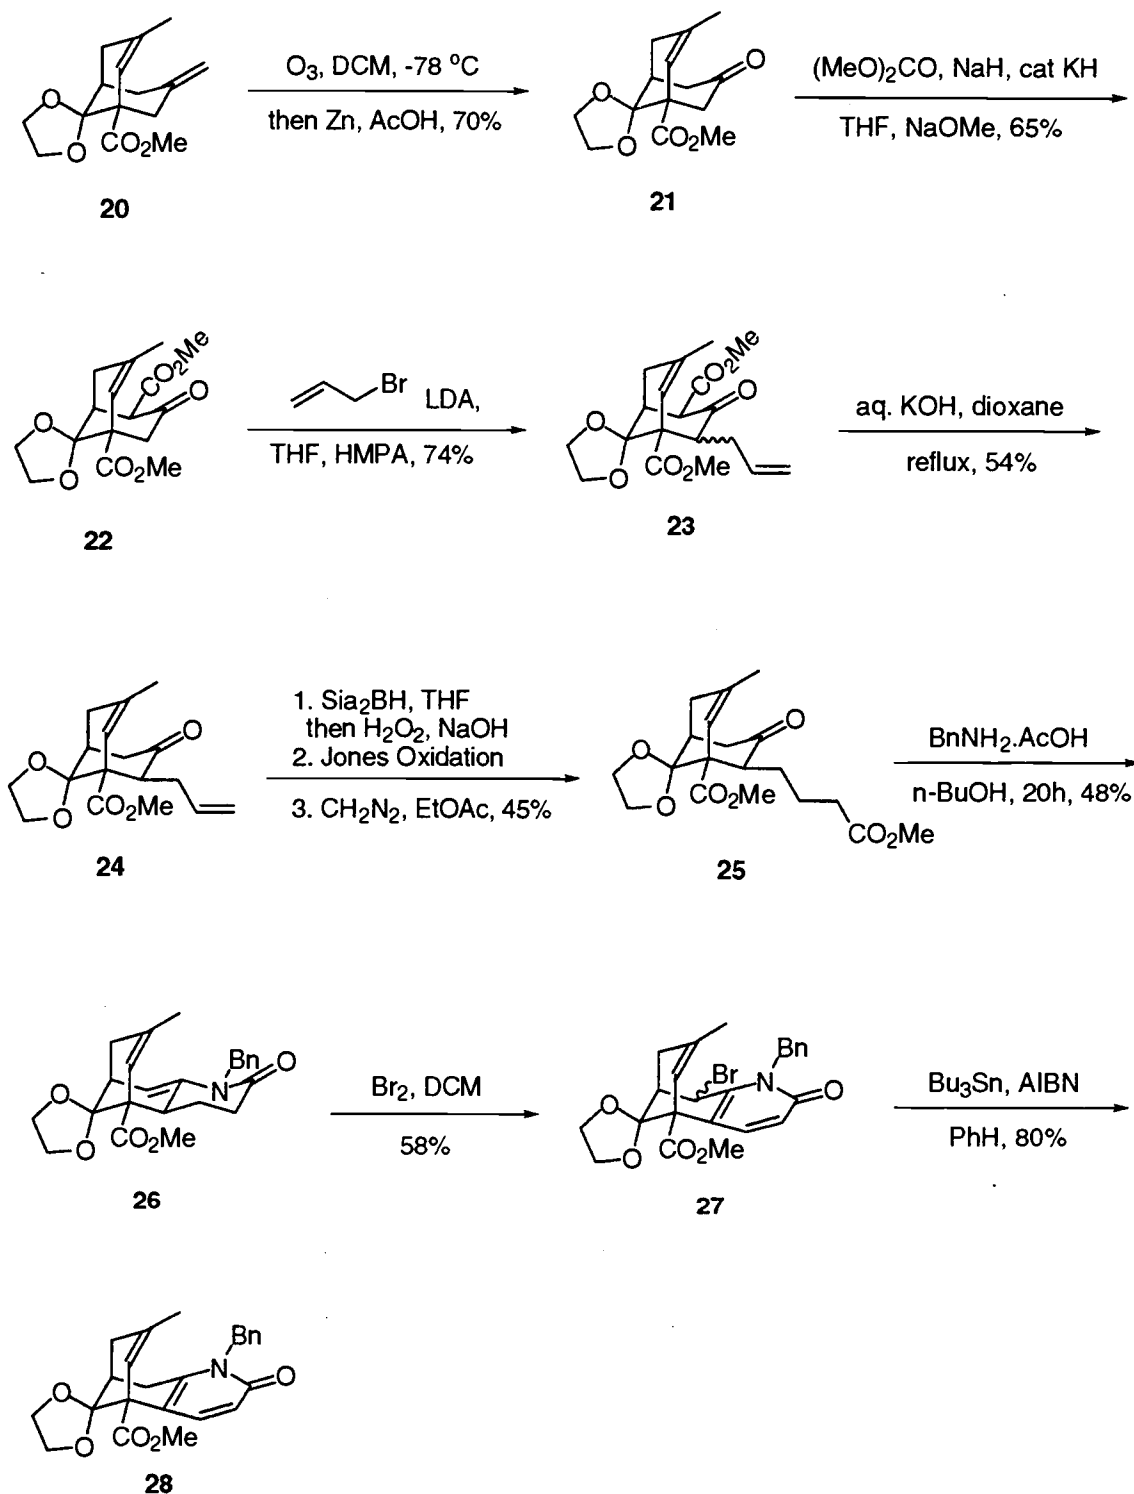 O3, DCM, -78 °C
then Zn, AcOH, 70%
(MeO)2CO, NaH, cat KH
THF, NaOMe, 65%
O
O
CO2Me
20
O
O
O
CO2Me
21
Br LDA,
THF, HMPA, 74%
aq. KOH, dioxane
reflux, 54%
CO2Me
O
O
O
CO2Me
22
CO2Me
O
O
O
CO2Me
23
1. Sia2BH, THF
then H2O2, NaOH
2. Jones Oxidation
3. CH2N2, EtOAc, 45%
BnNH2.AcOH
n-BuOH, 20h, 48%
O
O
O
CO2Me
24
O
O
O
CO2Me
CO2Me
25
Br2, DCM
58%
Bu3Sn, AIBN
PhH, 80%
Bn
N
O
O
O
CO2Me
26
Bn
Br
N
O
O
O
CO2Me
27
Bn
N
O
O
O
CO2Me
28